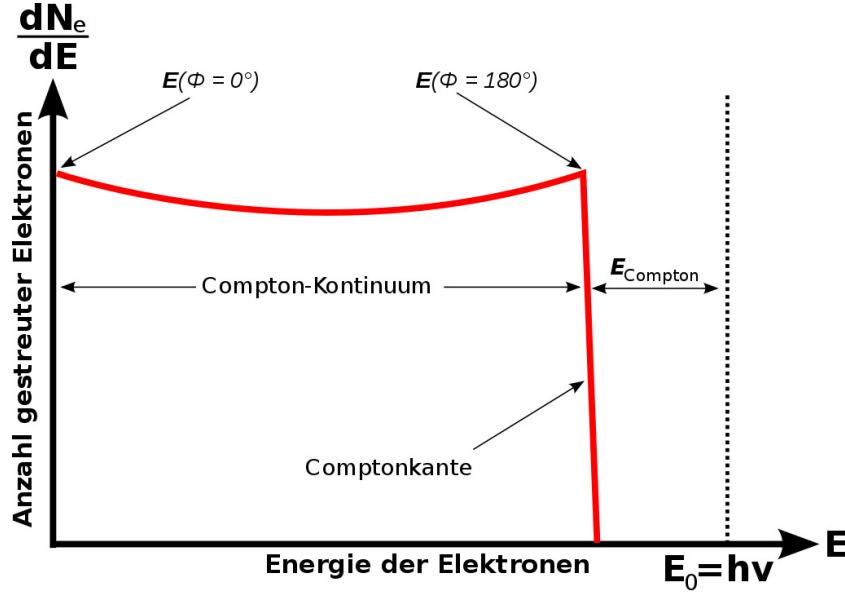 dNe
dE
E(Φ = 0°)
E(Φ = 180°)
Anzahl gestreuter Elektronen
Compton-Kontinuum
ECompton
Comptonkante
Energie der Elektronen
E
E0=hν